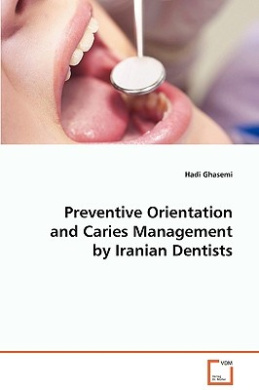 Hadi Ghasemi
Preventive Orientation
and Caries Management
by Iranian Dentists
VDM